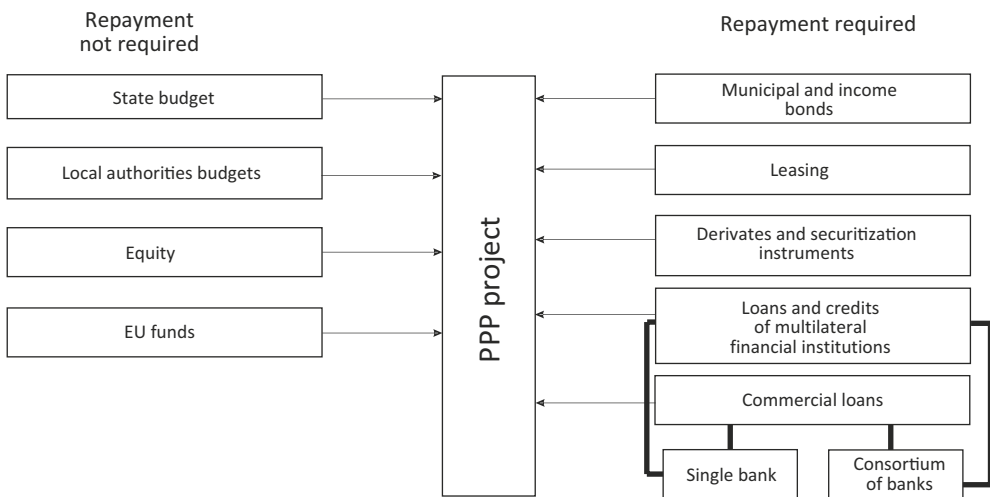 Repayment
not required
State budget
Local authorities budgets
Equity
EU funds
PPP project
Repayment required
Municipal and income
bonds
Leasing
Derivates and securitization
instruments
Loans and credits
of multilateral
financial institutions
Commercial loans
Single bank
Consortium
of banks